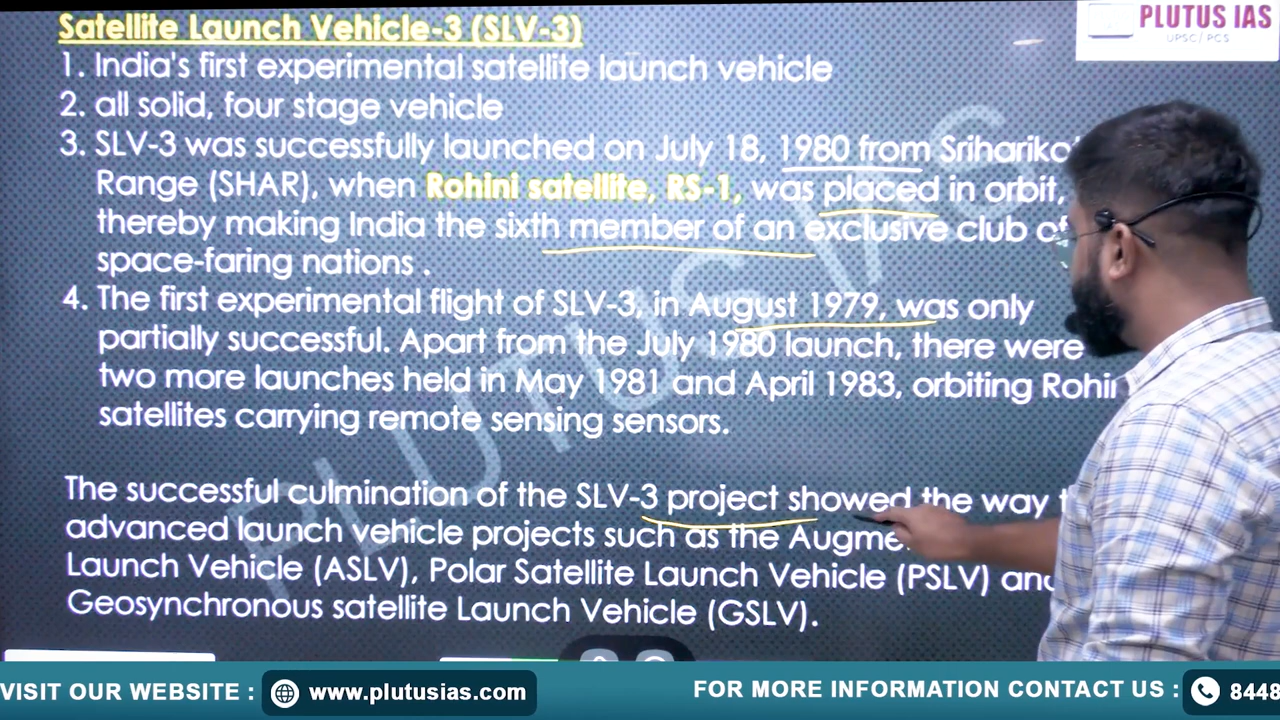 Satellite Launch Vehicle-3 (SLV-3)
PLUTUS IAS
UPSC/PCS
1. India's first experimental satellite launch vehicle
2. all solid, four stage vehicle
3. SLV-3 was successfully launched on July 18, 1980 from
Range (SHAR), when Rohini satellite, RS-1, was placed in orbit,
thereby making India the sixth member of an exclusive club of
space-faring nations .
4. The first experimental flight of SLV-3, in August 1979, was only
partially successful. Apart from the July 1980 launch, there were
two more launches held in May 1981 and April 1983, orbiting
satellites carrying remote sensing sensors.
The successful culmination of the SLV-3 project showed the way
advanced launch vehicle projects such as the
Launch Vehicle (ASLV), Polar Satellite Launch Vehicle (PSLV) and
Geosynchronous satellite Launch Vehicle (GSLV).
PLUTUS IAS
VISIT OUR WEBSITE : www.plutusias.com
FOR MORE INFORMATION CONTACT US : 8448